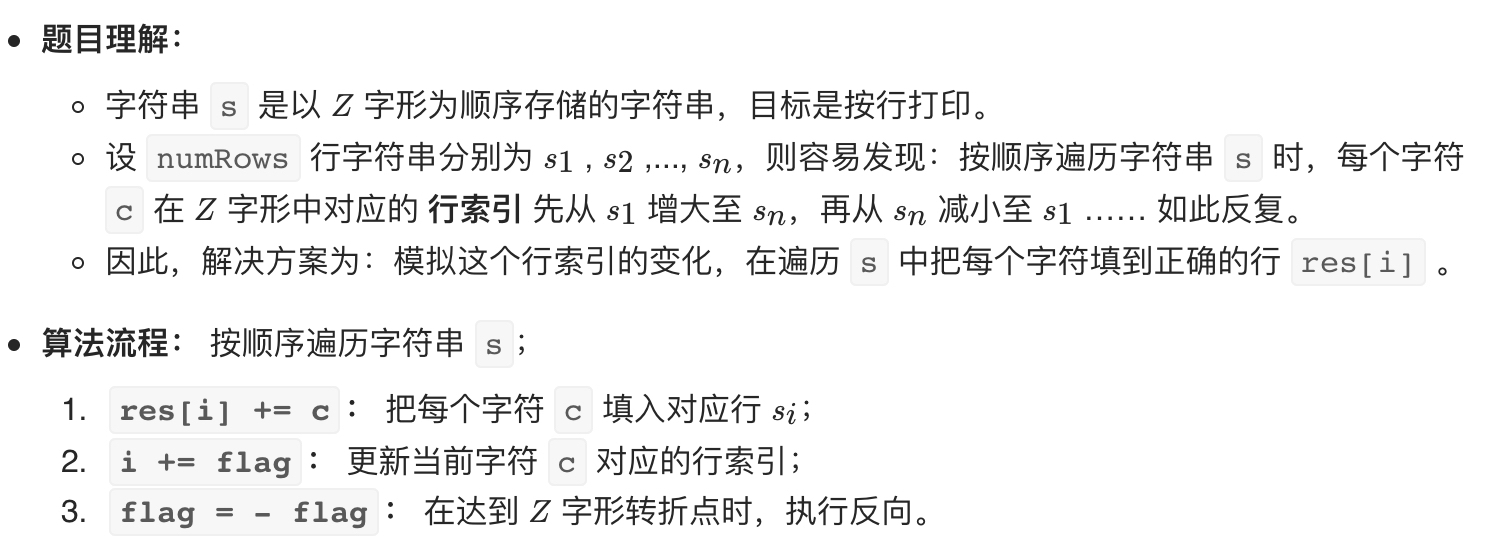 • 题目理解：
○ 字符串 s 是以 Z 字形为顺序存储的字符串，目标是按行打印。
○ 设 numRows 行字符串分别为 s1 , s2 ,..., sn，则容易发现：按顺序遍历字符串 s 时，每个字符
c 在 Z 字形中对应的 行索引 先从 s1 增大至 sn，再从 sn 减小至 s1 …… 如此反复。
○ 因此，解决方案为：模拟这个行索引的变化，在遍历 s 中把每个字符填到正确的行 res[i] 。
• 算法流程： 按顺序遍历字符串 s；
1. res[i] += c： 把每个字符 c 填入对应行 si；
2. i += flag： 更新当前字符 c 对应的行索引；
3. flag = - flag： 在达到 Z 字形转折点时，执行反向。